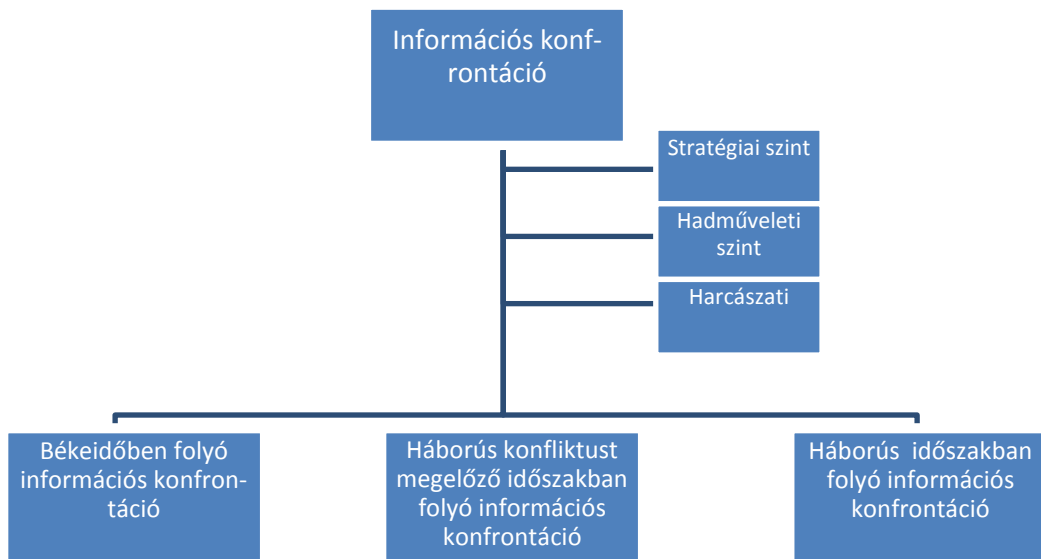 Információs konf-
rontáció
Stratégiai szint
Hadműveleti
szint
Harcászati
Békeidőben folyó
információs konfron-
táció
Háborús konfliktust
megelőző időszakban
folyó információs
konfrontáció
Háborús időszakban
folyó információs
konfrontáció